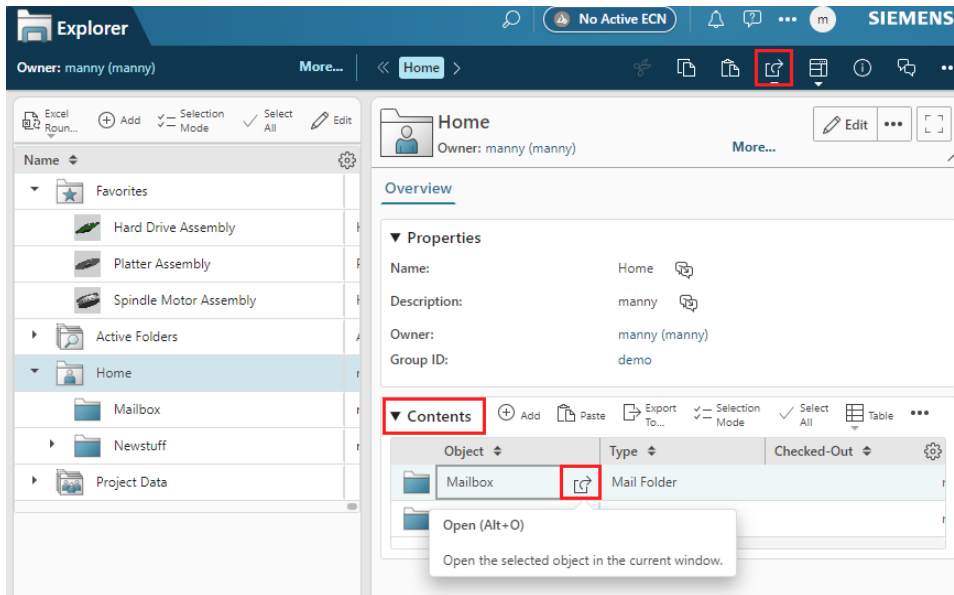 Explorer
No Active ECN
m
SIEMENS
Owner: manny (manny)
More...
Home
Excel Roun...
Add
Selection Mode
Select All
Edit
Name
Favorites
Hard Drive Assembly
Platter Assembly
Spindle Motor Assembly
Active Folders
Home
Mailbox
Newstuff
Project Data
Home
Owner: manny (manny)
More...
Edit
Overview
Properties
Name: Home
Description: manny
Owner: manny (manny)
Group ID: demo
Contents
Add
Paste
Export To...
Selection Mode
Select All
Table
Object Type Checked-Out
Mailbox Mail Folder
Open (Alt+O)
Open the selected object in the current window.